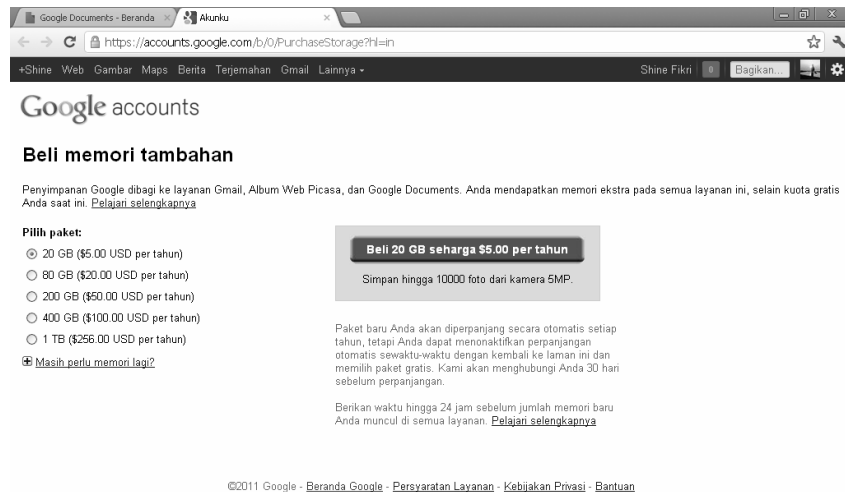 Google Documents - Beranda
Akunku
https://accounts.google.com/b/0/PurchaseStorage?hl=in
+Shine Web Gambar Maps Berita Terjemahan Gmail Lainnya
Shine Fikri 0 Bagikan...
Google accounts
Beli memori tambahan
Penyimpanan Google dibagi ke layanan Gmail, Album Web Picasa, dan Google Documents. Anda mendapatkan memori ekstra pada semua layanan ini, selain kuota gratis
Anda saat ini. Pelajari selengkapnya
Pilih paket:
20 GB ($5.00 USD per tahun)
80 GB ($20.00 USD per tahun)
200 GB ($50.00 USD per tahun)
400 GB ($100.00 USD per tahun)
1 TB ($256.00 USD per tahun)
Masih perlu memori lagi?
Beli 20 GB seharga $5.00 per tahun
Simpan hingga 10000 foto dari kamera 5MP.
Paket baru Anda akan diperpanjang secara otomatis setiap
tahun, tetapi Anda dapat menonaktifkan perpanjangan
otomatis sewaktu-waktu dengan kembali ke laman ini dan
memilih paket gratis. Kami akan menghubungi Anda 30 hari
sebelum perpanjangan.
Berikan waktu hingga 24 jam sebelum jumlah memori baru
Anda muncul di semua layanan. Pelajari selengkapnya
©2011 Google - Beranda Google - Persyaratan Layanan - Kebijakan Privasi - Bantuan